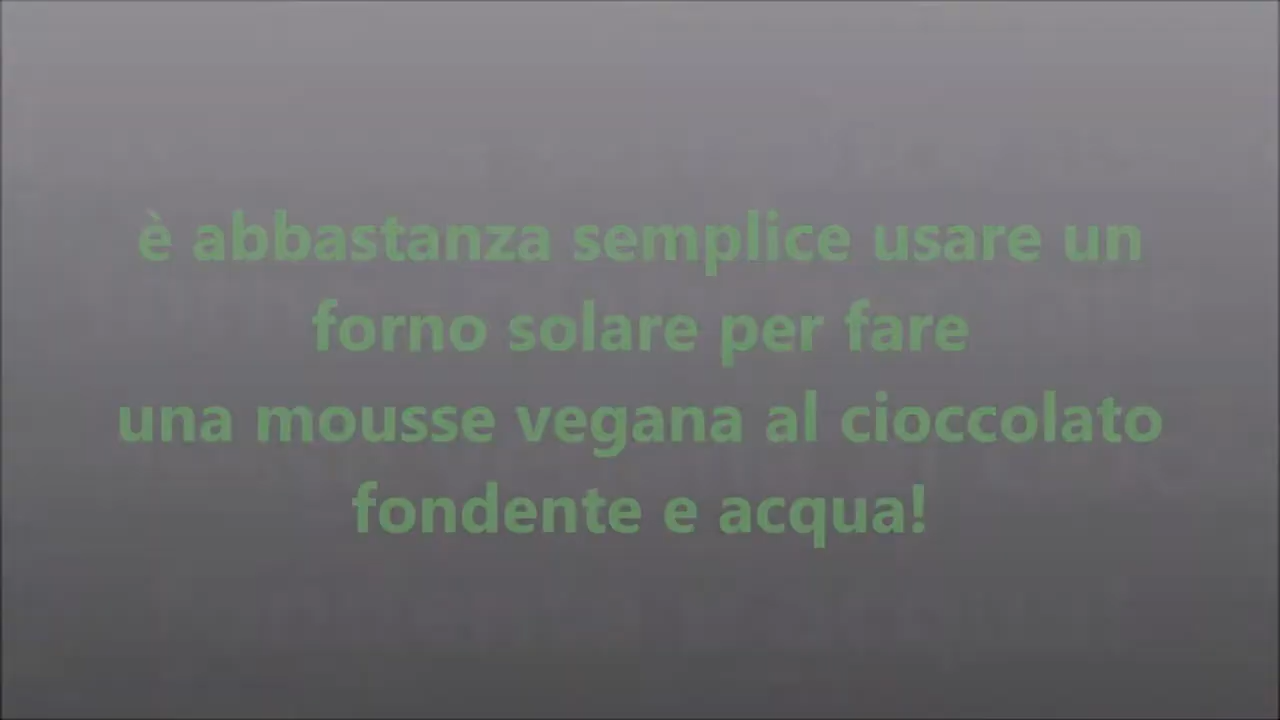 è abbastanza semplice usare un
forno solare per fare
una mousse vegana al cioccolato
fondente e acqua!